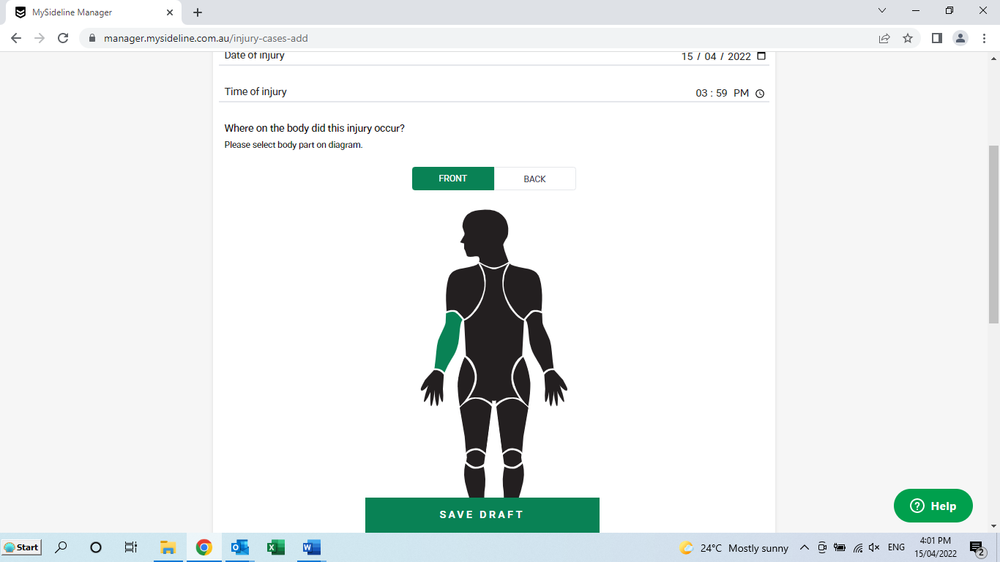 MySideline Manager
manager.mysideline.com.au/injury-cases-add
Date of injury
15 / 04 / 2022
Time of injury
03 : 59 PM
Where on the body did this injury occur?
Please select body part on diagram.
FRONT
BACK
SAVE DRAFT
? Help
Start
24°C Mostly sunny
ENG
4:01 PM
15/04/2022
2